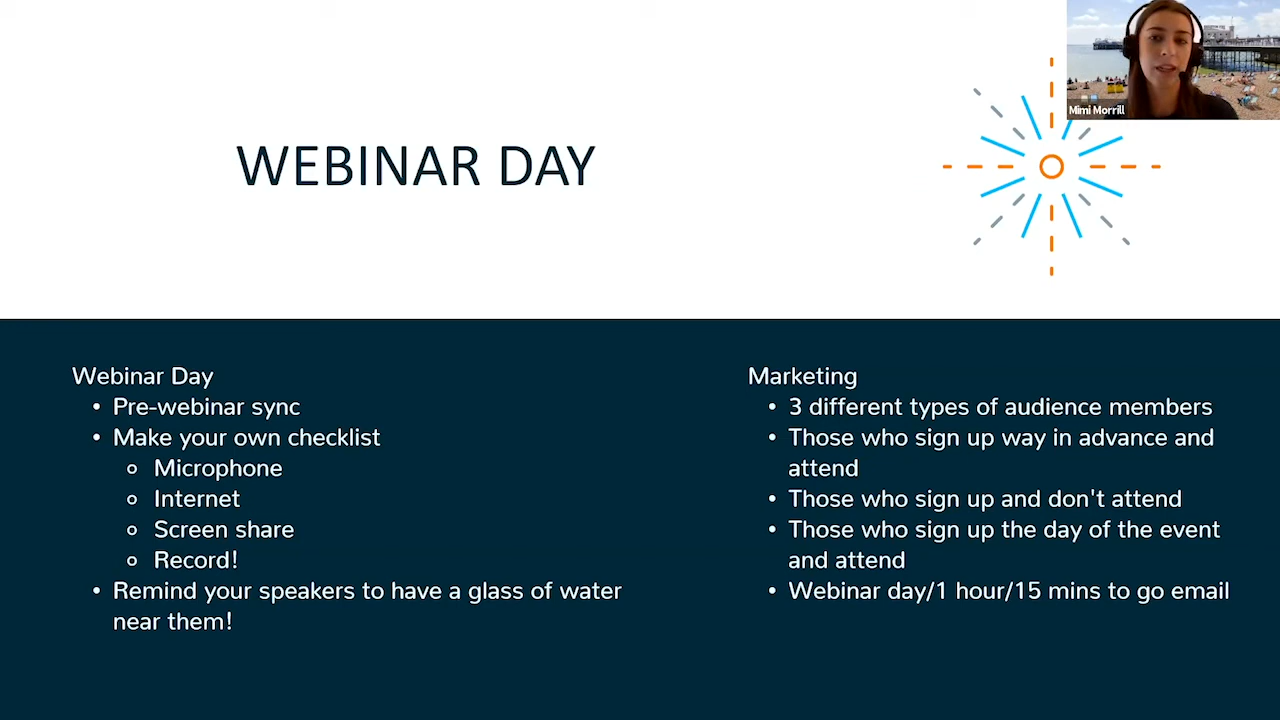 Mimi Morrill
WEBINAR DAY
Webinar Day
• Pre-webinar sync
• Make your own checklist
o Microphone
o Internet
o Screen share
o Record!
• Remind your speakers to have a glass of water
near them!
Marketing
• 3 different types of audience members
• Those who sign up way in advance and
attend
• Those who sign up and don't attend
• Those who sign up the day of the event
and attend
• Webinar day/1 hour/15 mins to go email